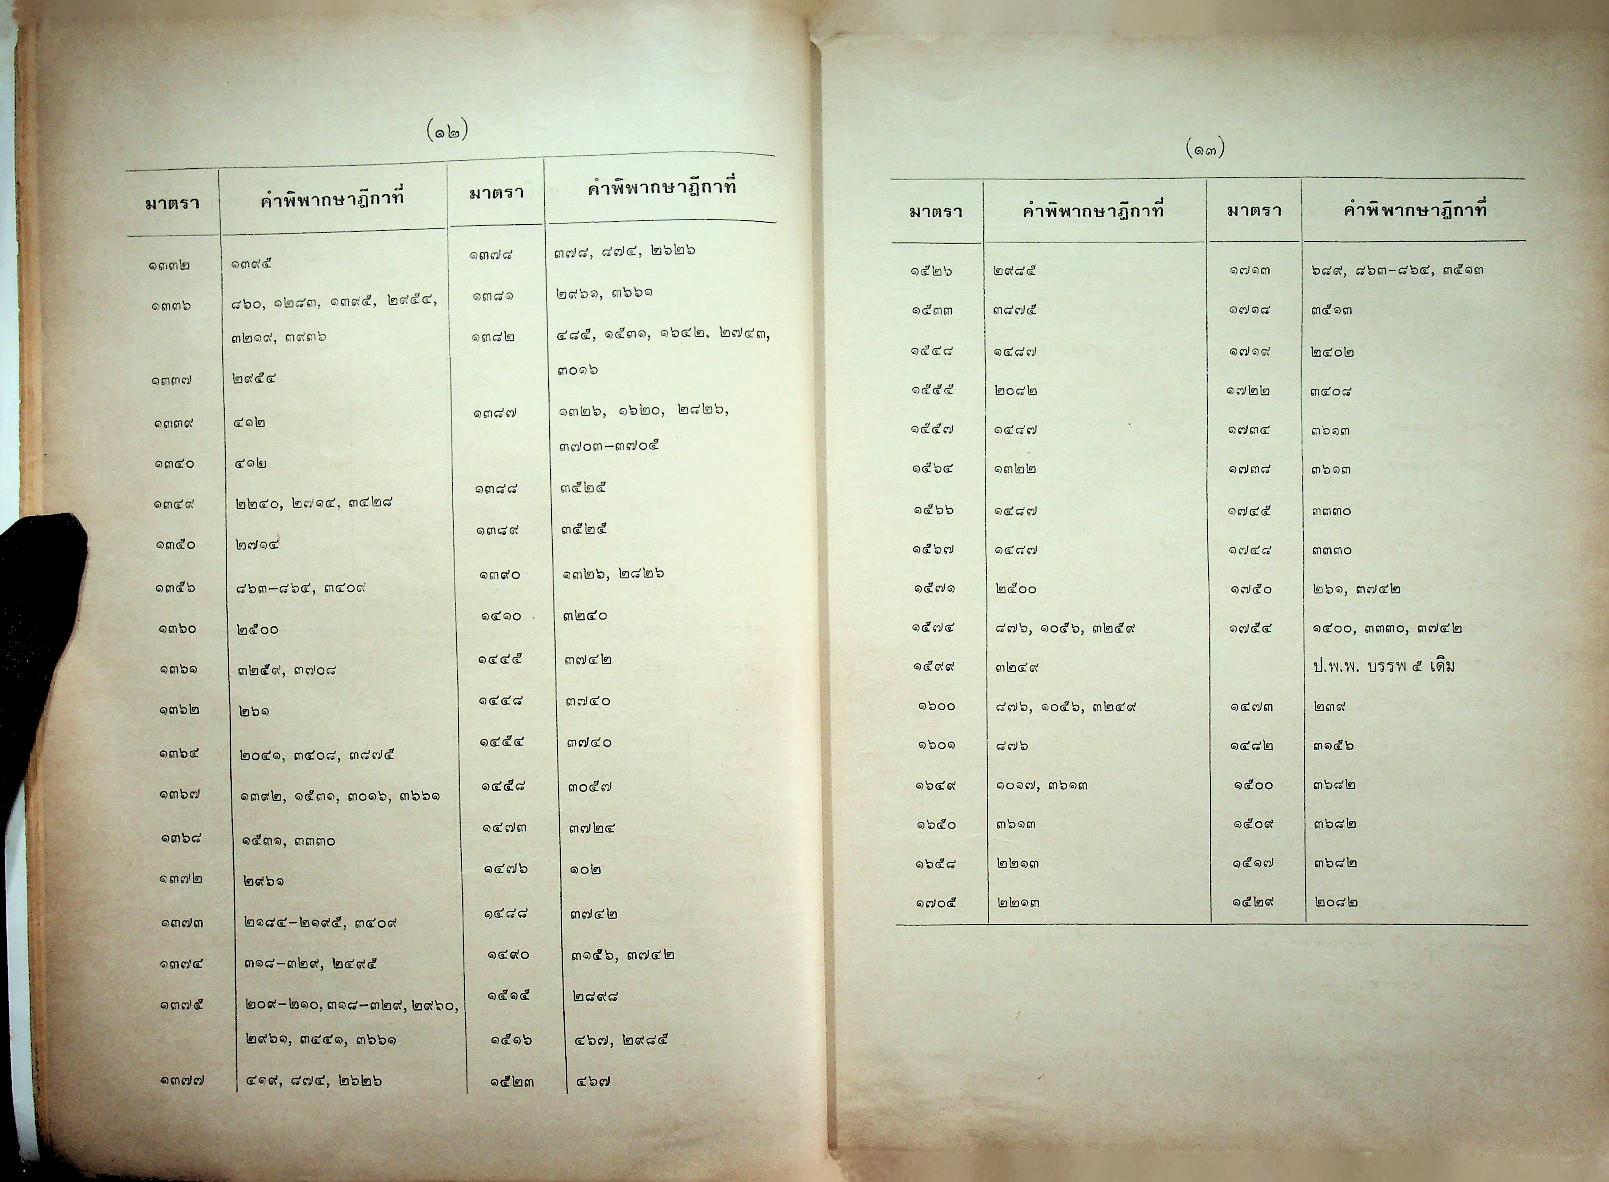 (๑๒)
มาตรา คำพิพากษาฎีกาที่ มาตรา คำพิพากษาฎีกาที่
๑๓๓๒ ๑๓๙๕
๑๓๓๖ ๘๖๐, ๑๒๘๓, ๑๓๙๕, ๒๙๕๔,
๓๒๑๙, ๓๙๓๖
๑๓๓๗ ๒๙๕๔
๑๓๓๙ ๔๑๒
๑๓๔๐ ๔๑๒
๑๓๔๙ ๒๒๔๐, ๒๗๑๔, ๓๔๒๘
๑๓๕๐ ๒๗๑๔
๑๓๕๖ ๘๖๓-๘๖๔, ๓๔๐๙
๑๓๖๐ ๒๕๐๐
๑๓๖๑ ๓๒๕๙, ๓๗๐๘
๑๓๖๒ ๒๖๑
๑๓๖๔ ๒๐๔๑, ๓๔๐๘, ๓๘๗๕
๑๓๖๗ ๑๓๙๒, ๑๕๓๑, ๓๐๑๖, ๓๖๖๑
๑๓๖๘ ๑๕๓๑, ๓๓๓๐
๑๓๗๒ ๒๙๖๑
๑๓๗๓ ๒๑๘๔-๒๑๙๕, ๓๔๐๙
๑๓๗๔ ๓๑๘-๓๒๙, ๒๔๙๕
๑๓๗๕ ๒๐๙-๒๑๐, ๓๑๘-๓๒๙, ๒๙๖๐,
๒๙๖๑, ๓๔๔๑, ๓๖๖๑
๑๓๗๗ ๔๑๙, ๘๗๔, ๒๖๒๖
๑๓๗๘ ๓๗๘, ๘๗๔, ๒๖๒๖
๑๓๘๑ ๒๙๖๑, ๓๖๖๑
๑๓๘๒ ๔๘๕, ๑๕๓๑, ๑๖๔๒, ๒๗๔๓,
๓๐๑๖
๑๓๘๗ ๑๓๒๖, ๑๖๒๐, ๒๘๒๖,
๓๗๐๓-๓๗๐๕
๑๓๘๘ ๓๕๒๕
๑๓๘๙ ๓๕๒๕
๑๓๙๐ ๑๓๒๖, ๒๘๒๖
๑๔๑๐ ๓๒๔๐
๑๔๔๕ ๓๗๔๒
๑๔๔๘ ๓๗๔๐
๑๔๕๔ ๓๗๔๐
๑๔๕๘ ๓๐๕๗
๑๔๗๓ ๓๗๒๔
๑๔๗๖ ๑๐๒
๑๔๘๘ ๓๗๔๒
๑๔๙๐ ๓๑๕๖, ๓๗๔๒
๑๕๑๕ ๒๘๙๘
๑๕๑๖ ๔๖๗, ๒๙๘๕
๑๕๒๓ ๔๖๗
(๑๓)
มาตรา คำพิพากษาฎีกาที่ มาตรา คำพิพากษาฎีกาที่
๑๕๒๖ ๒๙๘๕
๑๕๓๓ ๓๘๗๕
๑๕๔๘ ๑๔๘๗
๑๕๕๕ ๒๐๘๒
๑๕๕๗ ๑๔๘๗
๑๕๖๔ ๑๓๒๒
๑๕๖๖ ๑๔๘๗
๑๕๖๗ ๑๔๘๗
๑๕๗๑ ๒๕๐๐
๑๕๗๔ ๘๗๖, ๑๐๕๖, ๓๒๕๙
๑๕๙๙ ๓๒๔๙
๑๖๐๐ ๘๗๖, ๑๐๕๖, ๓๒๔๙
๑๖๐๑ ๘๗๖
๑๖๔๙ ๑๐๑๗, ๓๖๑๓
๑๖๕๐ ๓๖๑๓
๑๖๕๘ ๒๒๑๓
๑๗๐๕ ๒๒๑๓
๑๗๑๓ ๖๘๙, ๘๖๓-๘๖๔, ๓๕๑๓
๑๗๑๘ ๓๕๑๓
๑๗๑๙ ๒๔๐๒
๑๗๒๒ ๓๔๐๘
๑๗๓๔ ๓๖๑๓
๑๗๓๘ ๓๖๑๓
๑๗๔๕ ๓๓๓๐
๑๗๔๘ ๓๓๓๐
๑๗๕๐ ๒๖๑, ๓๗๔๒
๑๗๕๔ ๑๔๐๐, ๓๓๓๐, ๓๗๔๒
ป.พ.พ. บรรพ ๕ เดิม
๑๔๗๓ ๒๓๙
๑๔๘๒ ๓๑๕๖
๑๕๐๐ ๓๖๘๒
๑๕๐๙ ๓๖๘๒
๑๕๑๗ ๓๖๘๒
๑๕๒๙ ๒๐๘๒